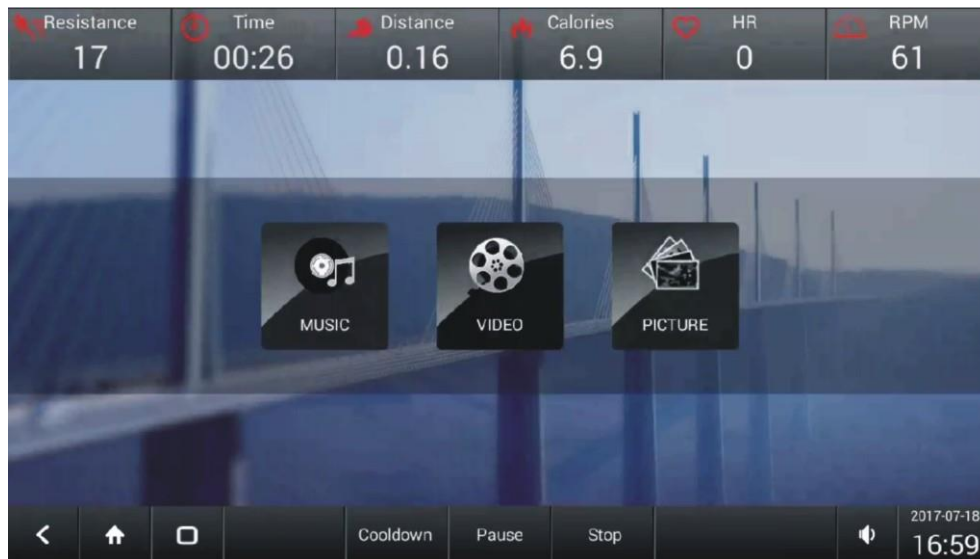 Resistance
17
Time
00:26
Distance
0.16
Calories
6.9
HR
0
RPM
61
MUSIC
VIDEO
PICTURE
Cooldown
Pause
Stop
2017-07-18
16:59